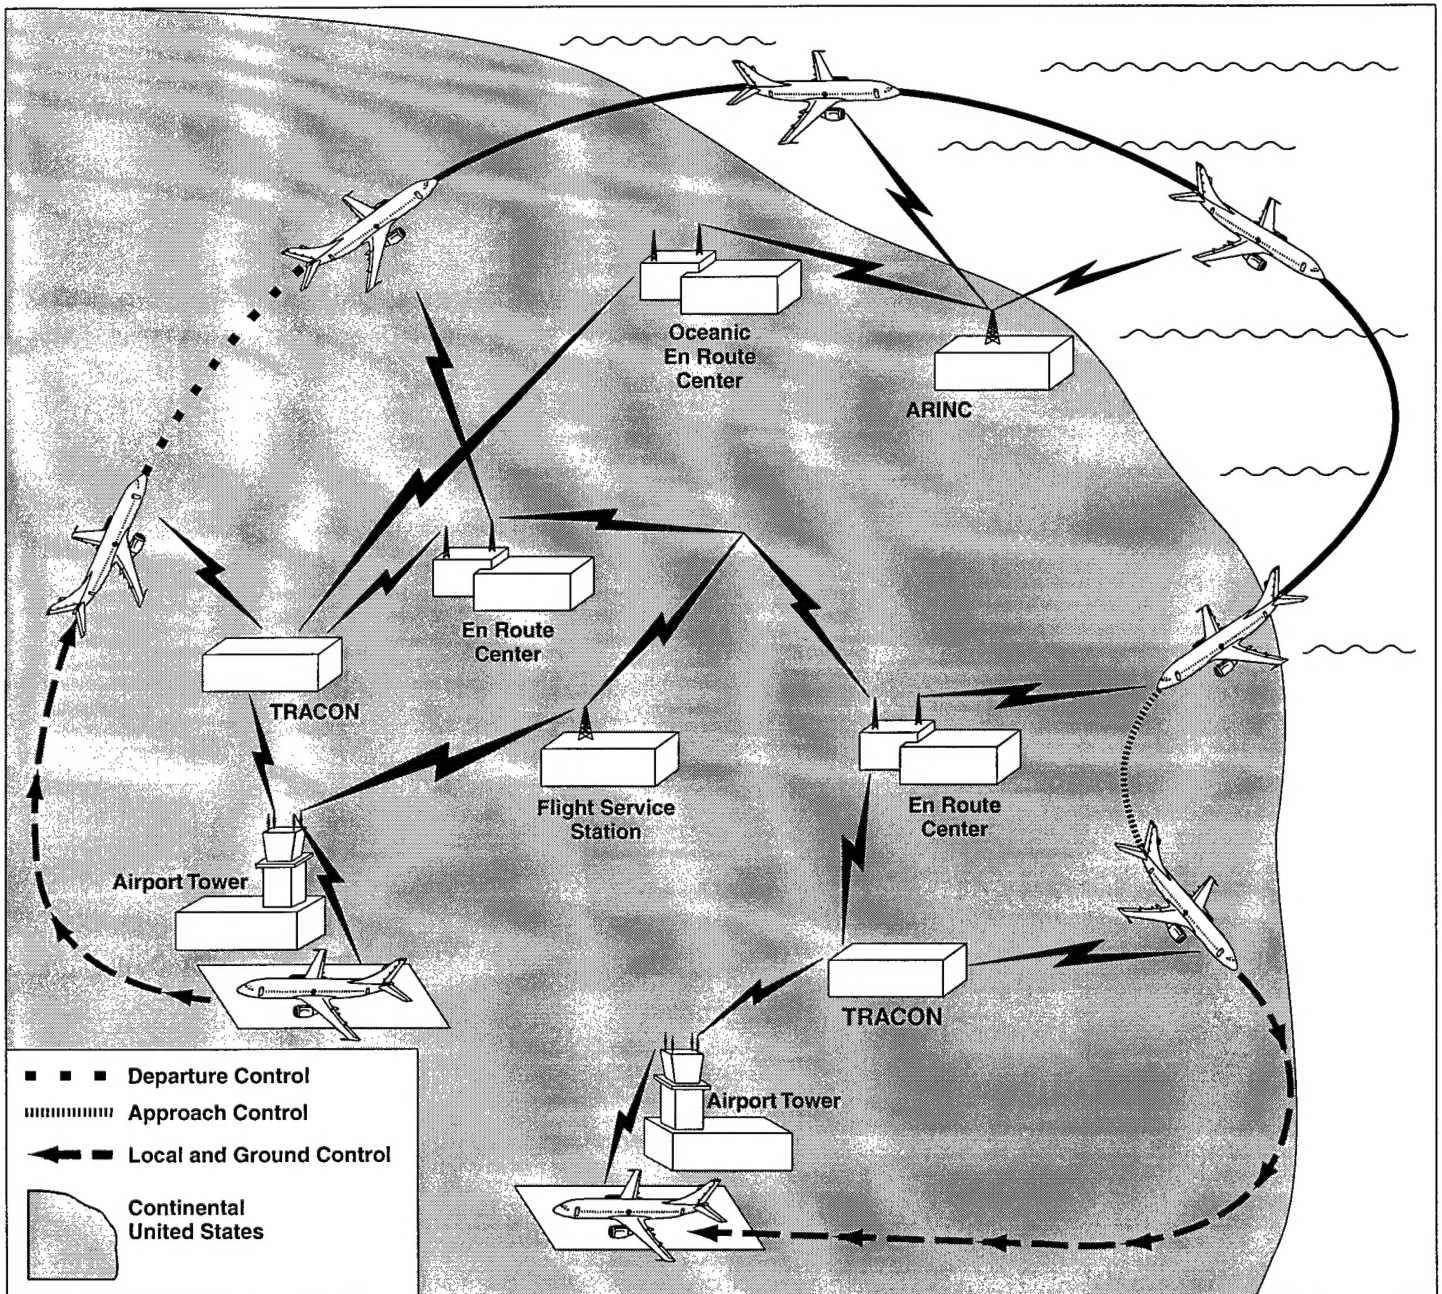 Oceanic
En Route
Center
ARINC
En Route
Center
TRACON
Flight Service
Station
En Route
Center
Airport Tower
TRACON
Airport Tower
Departure Control
Approach Control
Local and Ground Control
Continental
United States